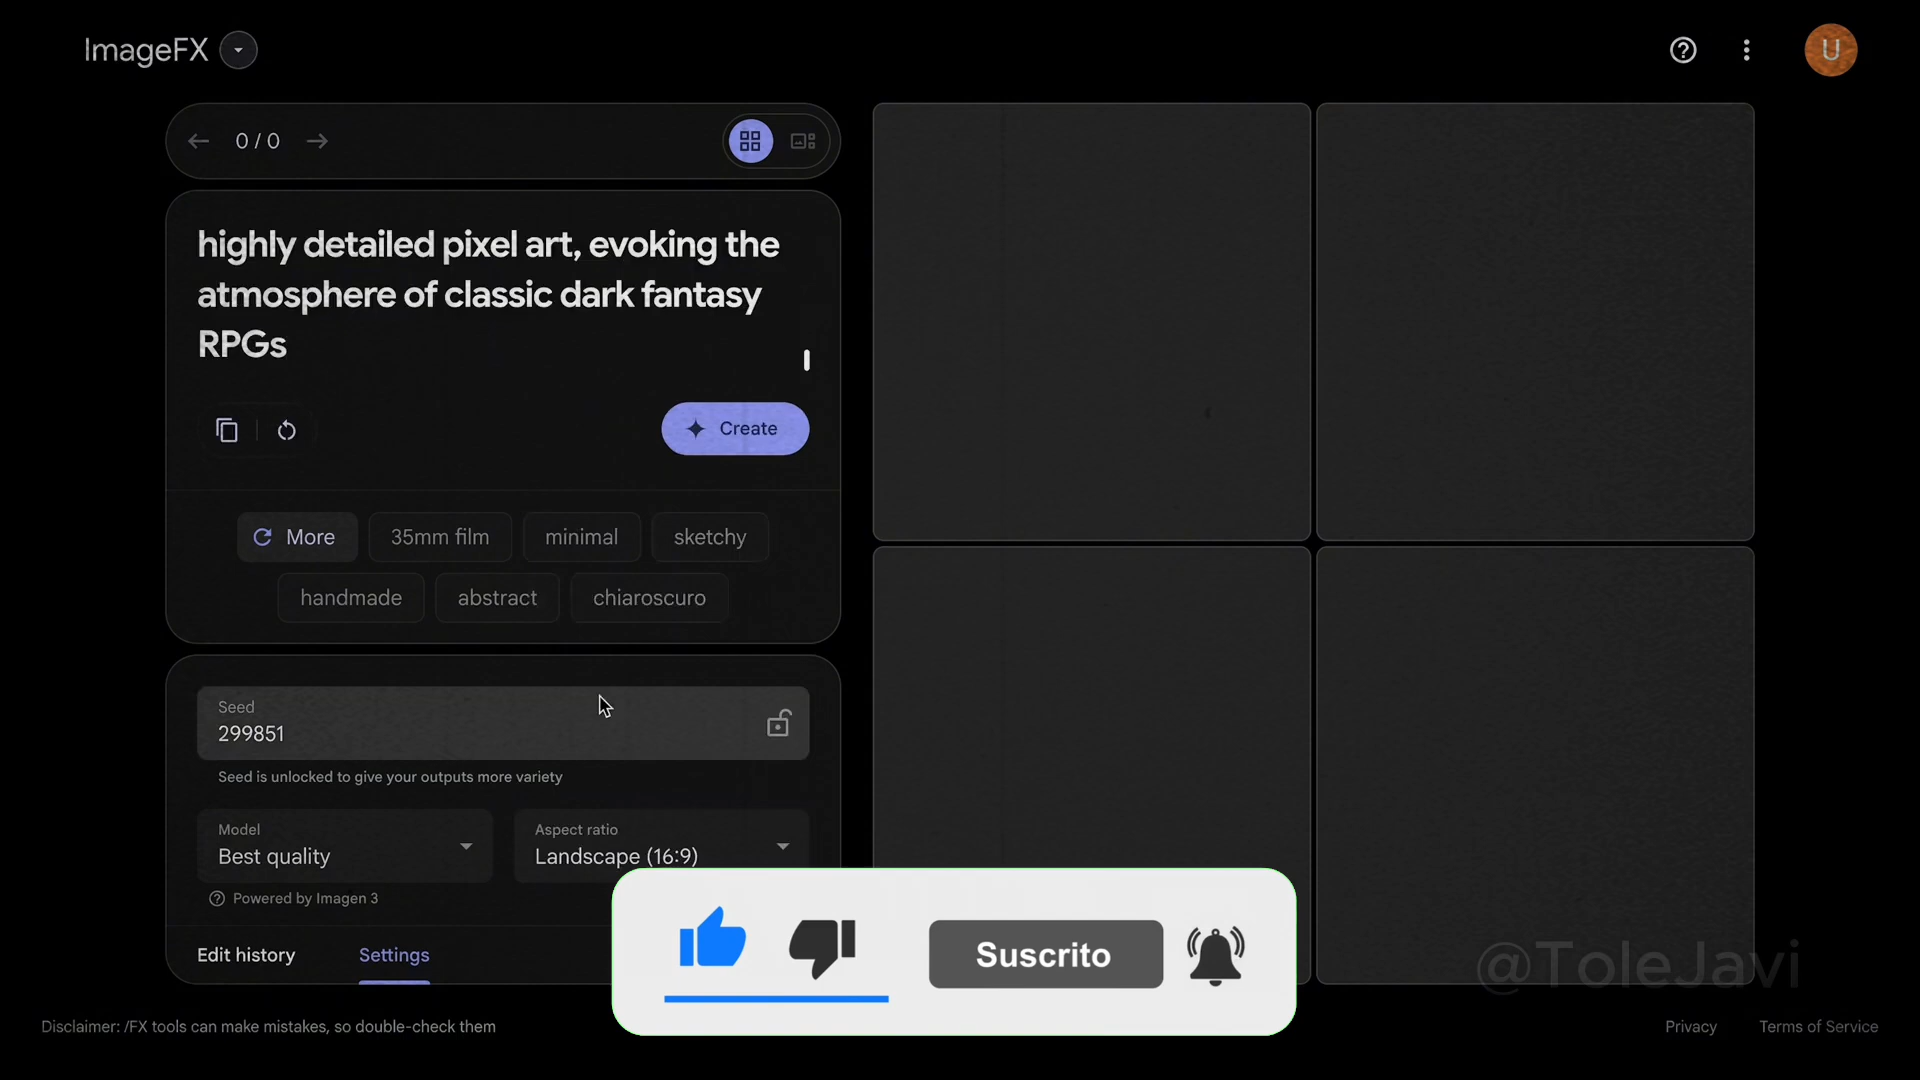 ImageFX
U
0 / 0
highly detailed pixel art, evoking the
atmosphere of classic dark fantasy
RPGs
Create
More
35mm film
minimal
sketchy
handmade
abstract
chiaroscuro
Seed
299851
Seed is unlocked to give your outputs more variety
Model
Best quality
Aspect ratio
Landscape (16:9)
Powered by Imagen 3
Edit history
Settings
Suscrito
@ToleJavi
Disclaimer: /FX tools can make mistakes, so double-check them
Privacy
Terms of Service